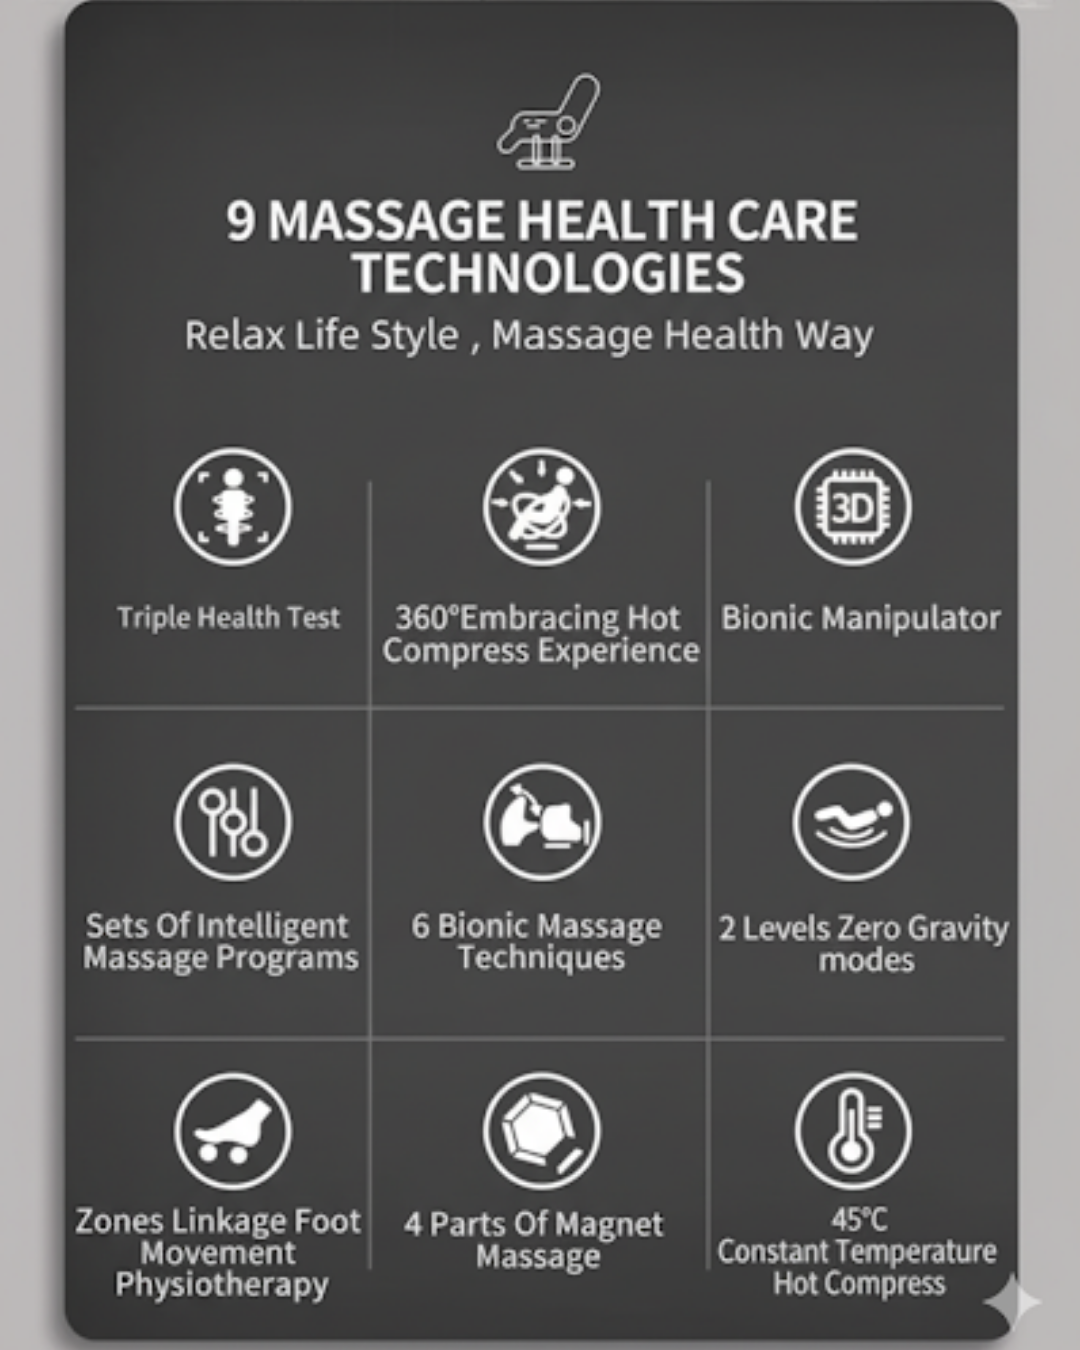 9 MASSAGE HEALTH CARE
TECHNOLOGIES
Relax Life Style , Massage Health Way
3D
Triple Health Test
360°Embracing Hot
Compress Experience
Bionic Manipulator
Sets Of Intelligent
Massage Programs
6 Bionic Massage
Techniques
2 Levels Zero Gravity
modes
Zones Linkage Foot
Movement
Physiotherapy
4 Parts Of Magnet
Massage
45°C
Constant Temperature
Hot Compress